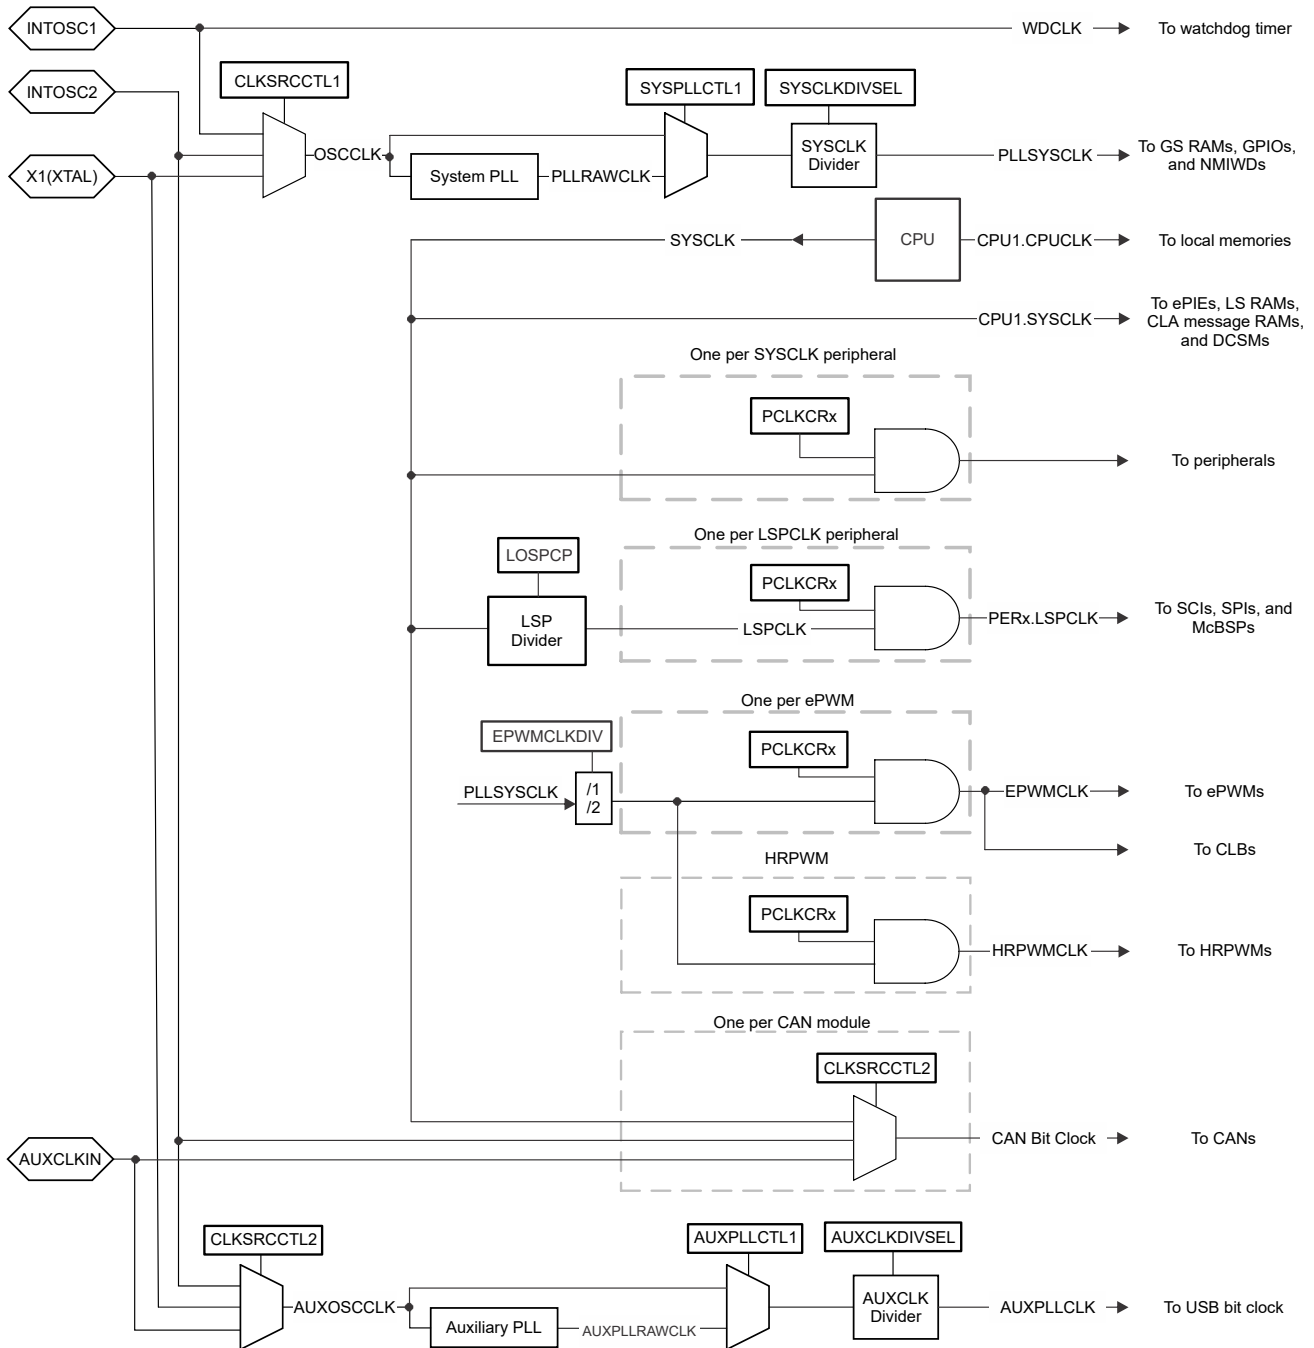 INTOSC1
WDCLK
To watchdog timer
INTOSC2
CLKSRCCTL1
SYSPLLCTL1
SYSCLKDIVSEL
X1(XTAL)
OSCCLK
System PLL
PLLRAWCLK
SYSCLK
Divider
PLLSYSCLK
To GS RAMs, GPIOs,
and NMIWDs
SYSCLK
CPU
CPU1.CPUCLK
To local memories
CPU1.SYSCLK
To ePIEs, LS RAMs,
CLA message RAMs,
and DCSMs
One per SYSCLK peripheral
PCLKCRx
To peripherals
One per LSPCLK peripheral
LOSPCP
PCLKCRx
LSP
Divider
LSPCLK
PERx.LSPCLK
To SCIs, SPIs, and
McBSPs
One per ePWM
EPWMCLKDIV
PCLKCRx
PLLSYSCLK
/1
/2
EPWMCLK
To ePWMs
To CLBs
HRPWM
PCLKCRx
HRPWMCLK
To HRPWMs
One per CAN module
CLKSRCCTL2
CAN Bit Clock
To CANs
AUXCLKIN
CLKSRCCTL2
AUXPLLCTL1
AUXCLKDIVSEL
AUXOSCCLK
Auxiliary PLL
AUXPLLRAWCLK
AUXCLK
Divider
AUXPLLCLK
To USB bit clock